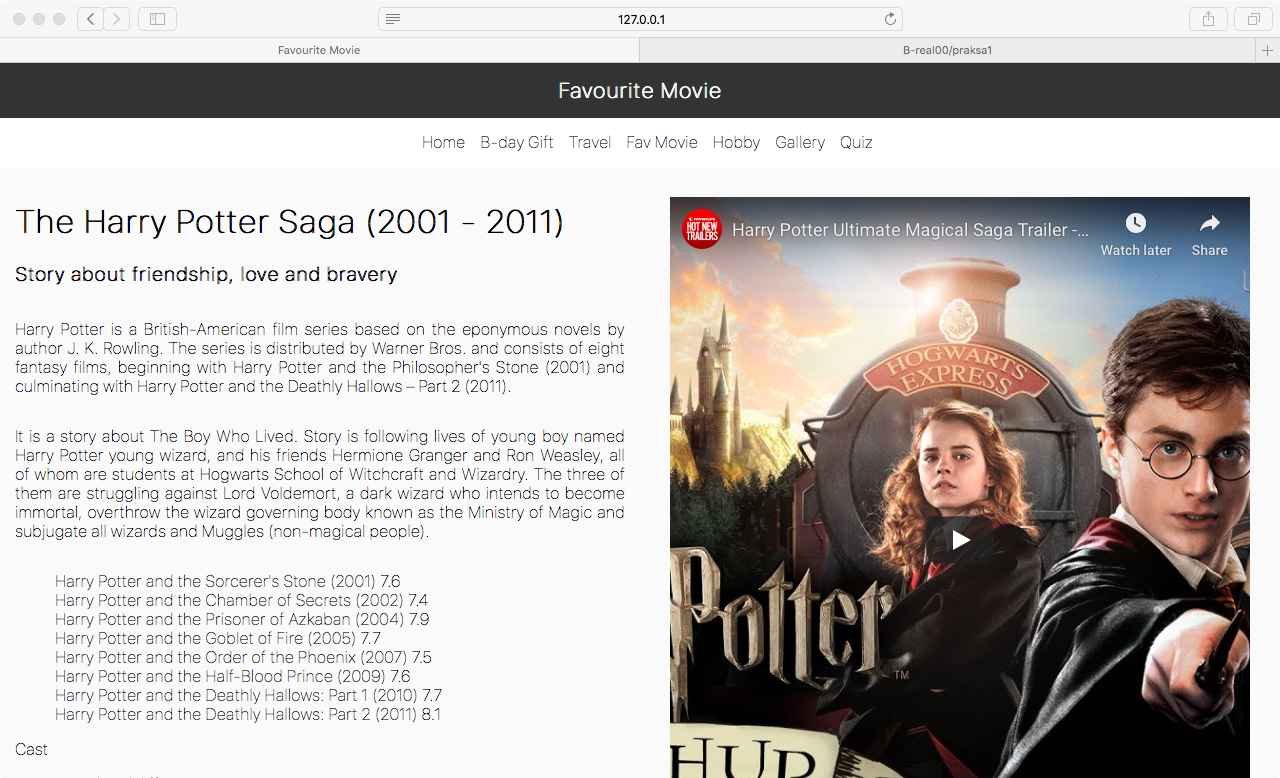 127.0.0.1
Favourite Movie
B-real00/praksa1
Favourite Movie
Home B-day Gift Travel Fav Movie Hobby Gallery Quiz
The Harry Potter Saga (2001 - 2011)
Story about friendship, love and bravery
Harry Potter is a British-American film series based on the eponymous novels by
author J. K. Rowling. The series is distributed by Warner Bros. and consists of eight
fantasy films, beginning with Harry Potter and the Philosopher's Stone (2001) and
culminating with Harry Potter and the Deathly Hallows – Part 2 (2011).
It is a story about The Boy Who Lived. Story is following lives of young boy named
Harry Potter young wizard, and his friends Hermione Granger and Ron Weasley, all
of whom are students at Hogwarts School of Witchcraft and Wizardry. The three of
them are struggling against Lord Voldemort, a dark wizard who intends to become
immortal, overthrow the wizard governing body known as the Ministry of Magic and
subjugate all wizards and Muggles (non-magical people).
Harry Potter and the Sorcerer's Stone (2001) 7.6
Harry Potter and the Chamber of Secrets (2002) 7.4
Harry Potter and the Prisoner of Azkaban (2004) 7.9
Harry Potter and the Goblet of Fire (2005) 7.7
Harry Potter and the Order of the Phoenix (2007) 7.5
Harry Potter and the Half-Blood Prince (2009) 7.6
Harry Potter and the Deathly Hallows: Part 1 (2010) 7.7
Harry Potter and the Deathly Hallows: Part 2 (2011) 8.1
Cast
HOT NEW
TRAILERS
Harry Potter Ultimate Magical Saga Trailer -...
Watch later
Share
HOGWARTS
EXPRESS
Potter
TM